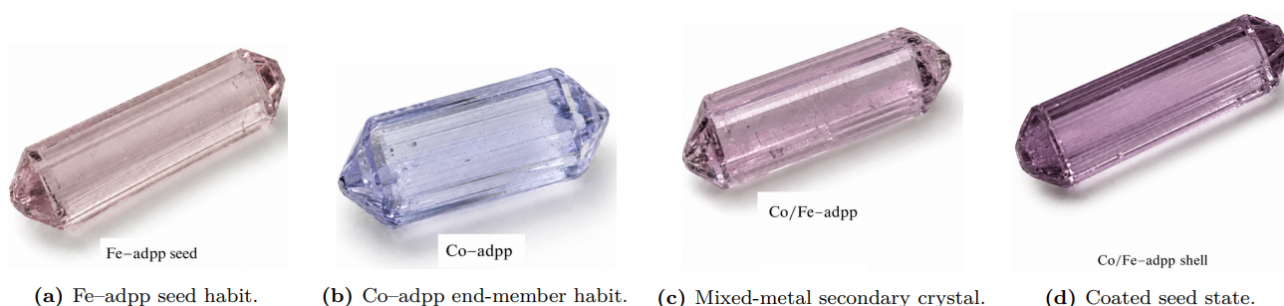 Fe–adpp seed
Co–adpp
Co/Fe–adpp
Co/Fe–adpp shell
(a) Fe–adpp seed habit.
(b) Co–adpp end-member habit.
(c) Mixed-metal secondary crystal.
(d) Coated seed state.